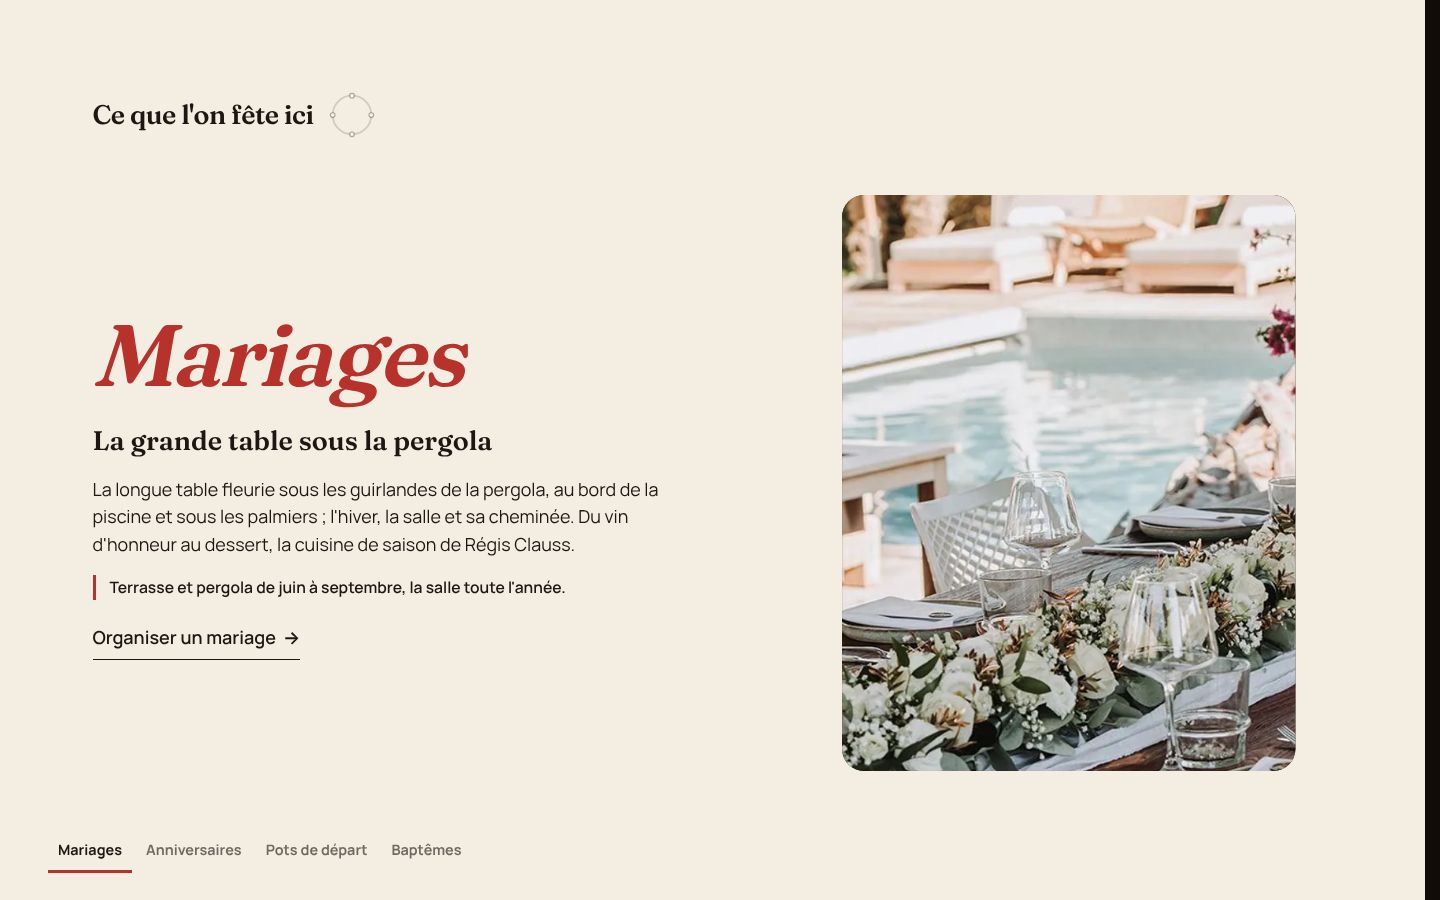 Ce que l'on fête ici
Mariages
La grande table sous la pergola
La longue table fleurie sous les guirlandes de la pergola, au bord de la
piscine et sous les palmiers ; l'hiver, la salle et sa cheminée. Du vin
d'honneur au dessert, la cuisine de saison de Régis Clauss.
Terrasse et pergola de juin à septembre, la salle toute l'année.
Organiser un mariage →
Mariages Anniversaires Pots de départ Baptêmes